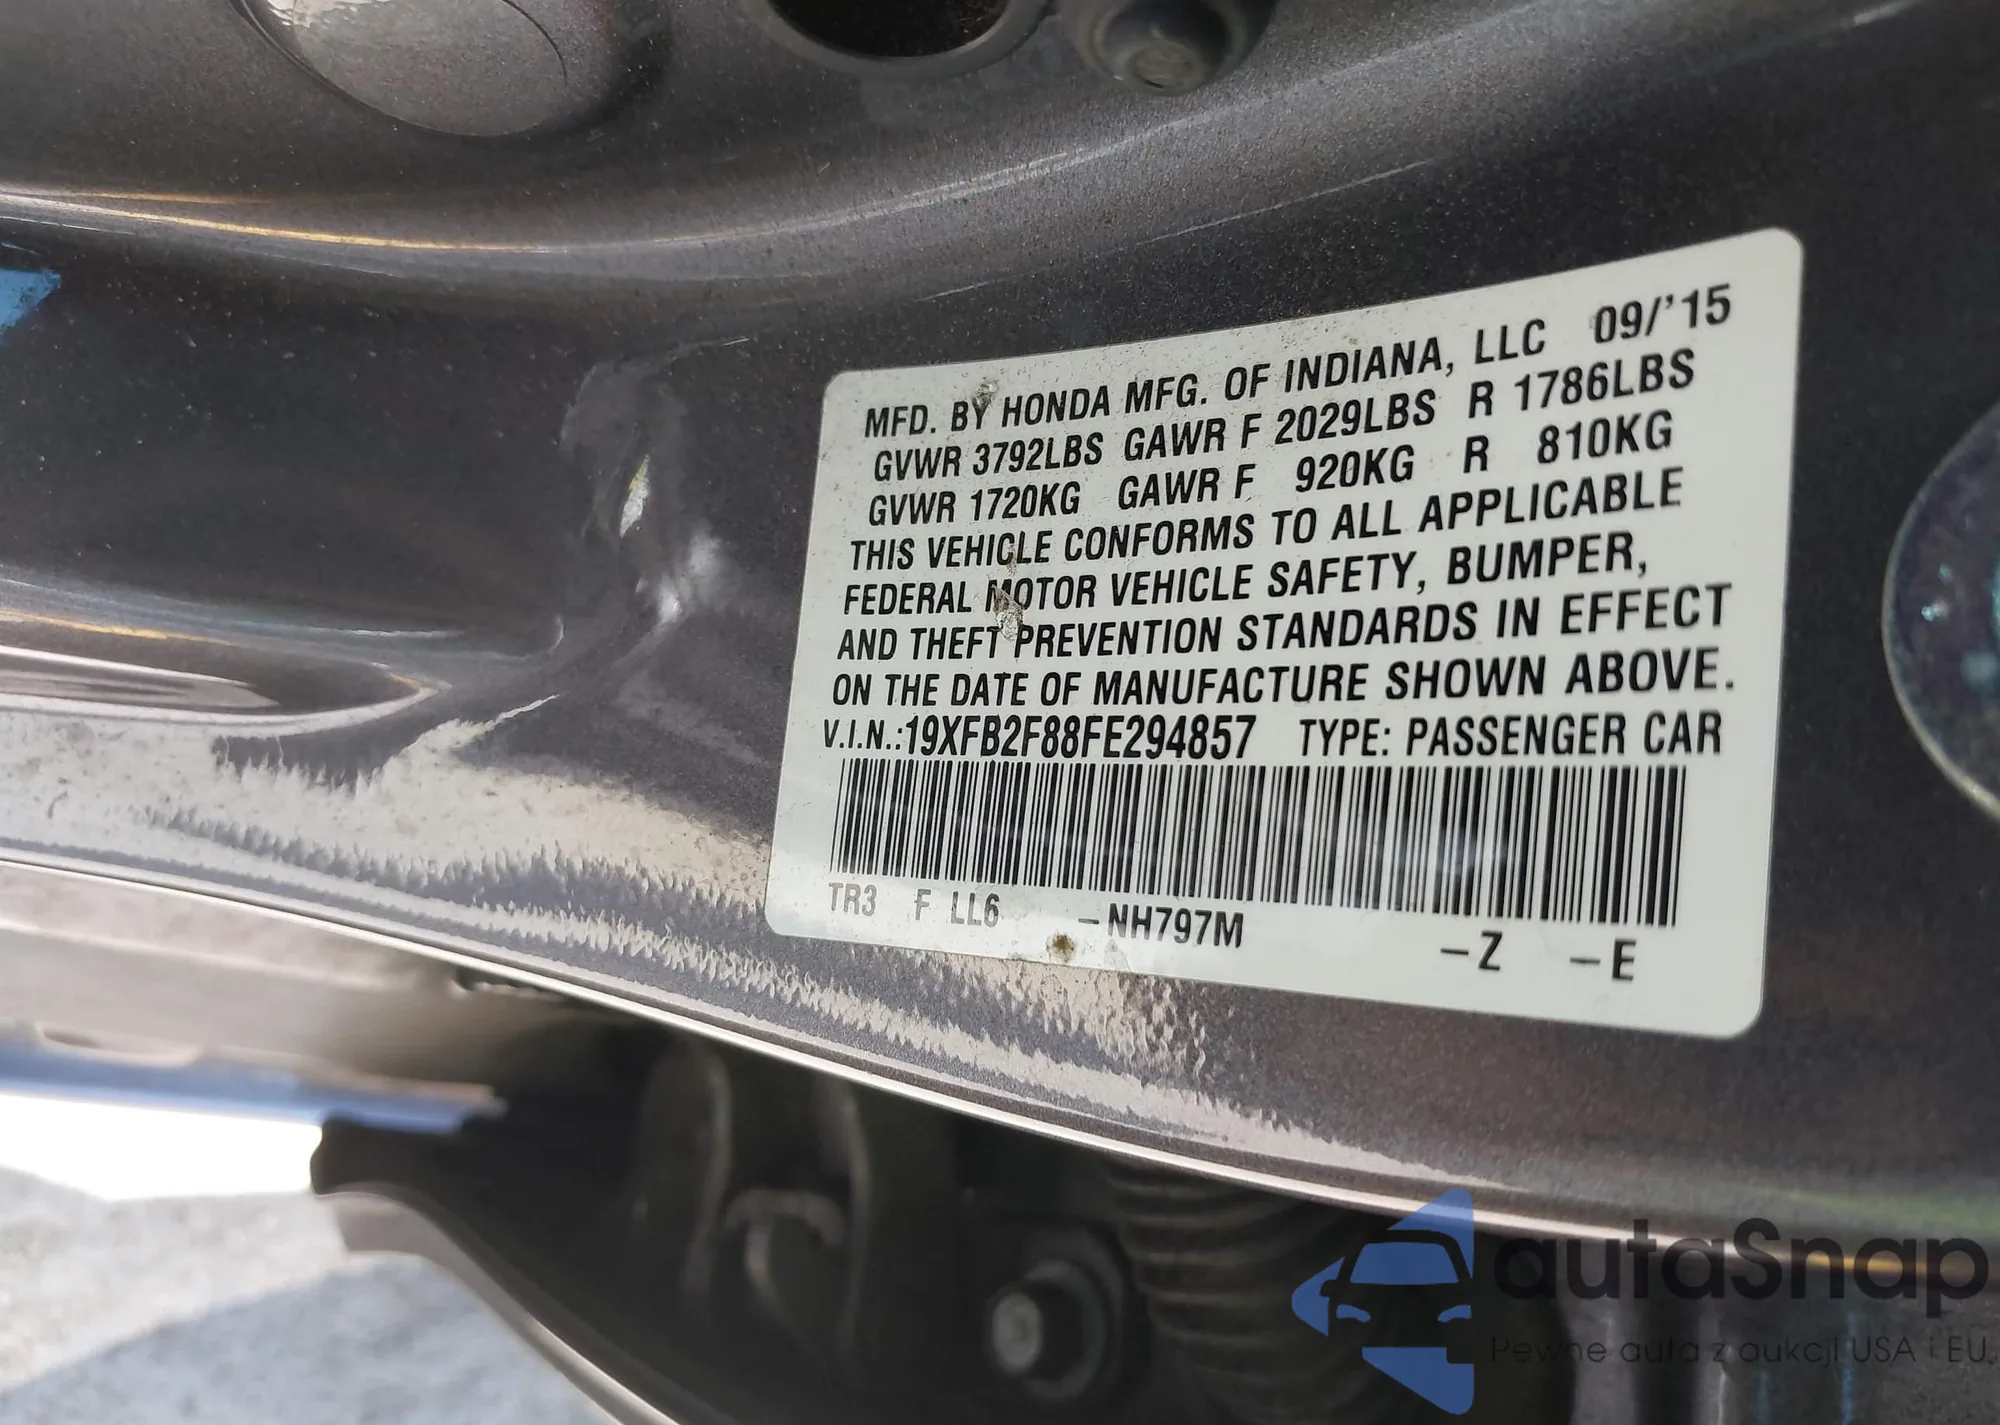 MFD. BY HONDA MFG. OF INDIANA, LLC 09/'15
GVWR 3792LBS GAWR F 2029LBS R 1786LBS
GVWR 1720KG GAWR F 920KG R 810KG
THIS VEHICLE CONFORMS TO ALL APPLICABLE
FEDERAL MOTOR VEHICLE SAFETY, BUMPER,
AND THEFT PREVENTION STANDARDS IN EFFECT
ON THE DATE OF MANUFACTURE SHOWN ABOVE.
V.I.N.:19XFB2F88FE294857 TYPE: PASSENGER CAR
TR3 F LL6 -NH797M -Z -E
autaSnap
Pewne auta z aukcji USA i EU.